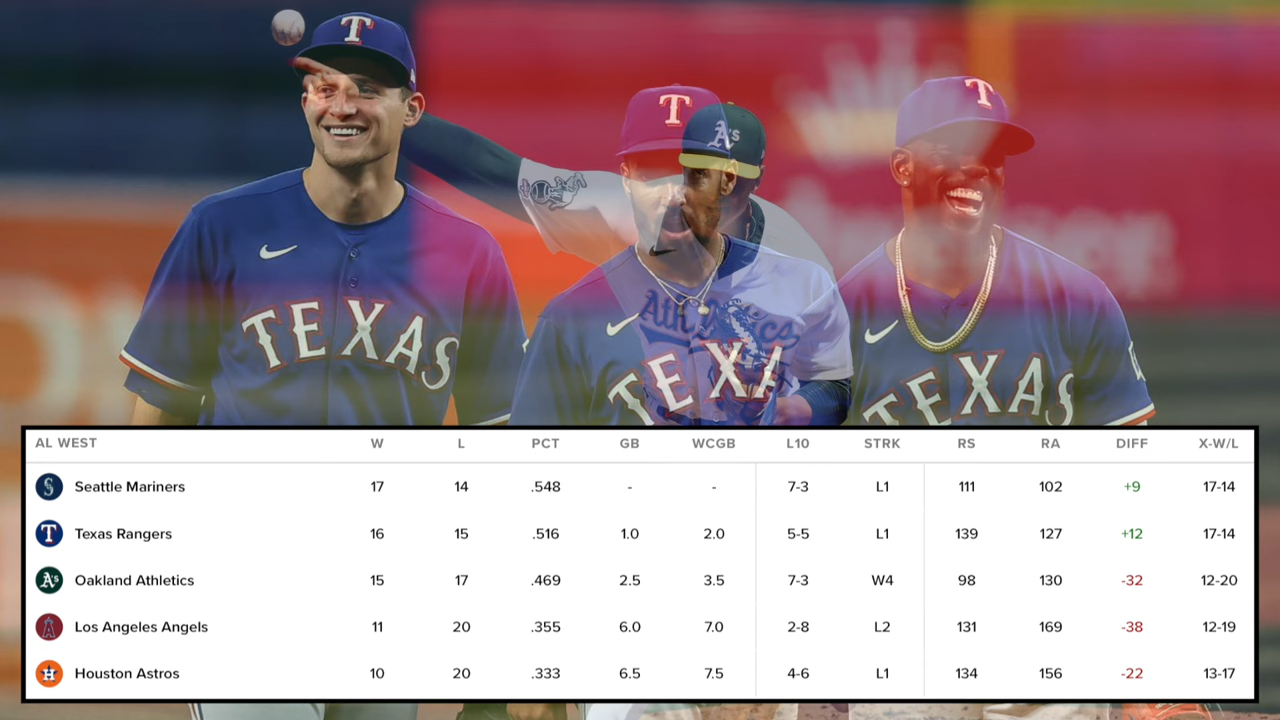 T
T
T
A's
TEXAS
Athletics
TEXA
TEXAS
AL WEST W L PCT GB WCGB L10 STRK RS RA DIFF X-W/L
Seattle Mariners 17 14 .548 - - 7-3 L1 111 102 +9 17-14
Texas Rangers 16 15 .516 1.0 2.0 5-5 L1 139 127 +12 17-14
Oakland Athletics 15 17 .469 2.5 3.5 7-3 W4 98 130 -32 12-20
Los Angeles Angels 11 20 .355 6.0 7.0 2-8 L2 131 169 -38 12-19
Houston Astros 10 20 .333 6.5 7.5 4-6 L1 134 156 -22 13-17